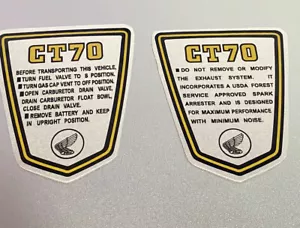 CT70
BEFORE TRANSPORTING THIS VEHICLE,
■ TURN FUEL VALVE TO S POSITION.
■ TURN GAS CAP VENT TO OFF POSITION.
■ OPEN CARBURETOR DRAIN VALVE,
DRAIN CARBURETOR FLOAT BOWL,
CLOSE DRAIN VALVE.
■ REMOVE BATTERY AND KEEP
IN UPRIGHT POSITION.
CT70
■ DO NOT REMOVE OR MODIFY
THE EXHAUST SYSTEM. IT
INCORPORATES A USDA FOREST
SERVICE APPROVED SPARK
ARRESTER AND IS DESIGNED
FOR MAXIMUM PERFORMANCE
WITH MINIMUM NOISE.